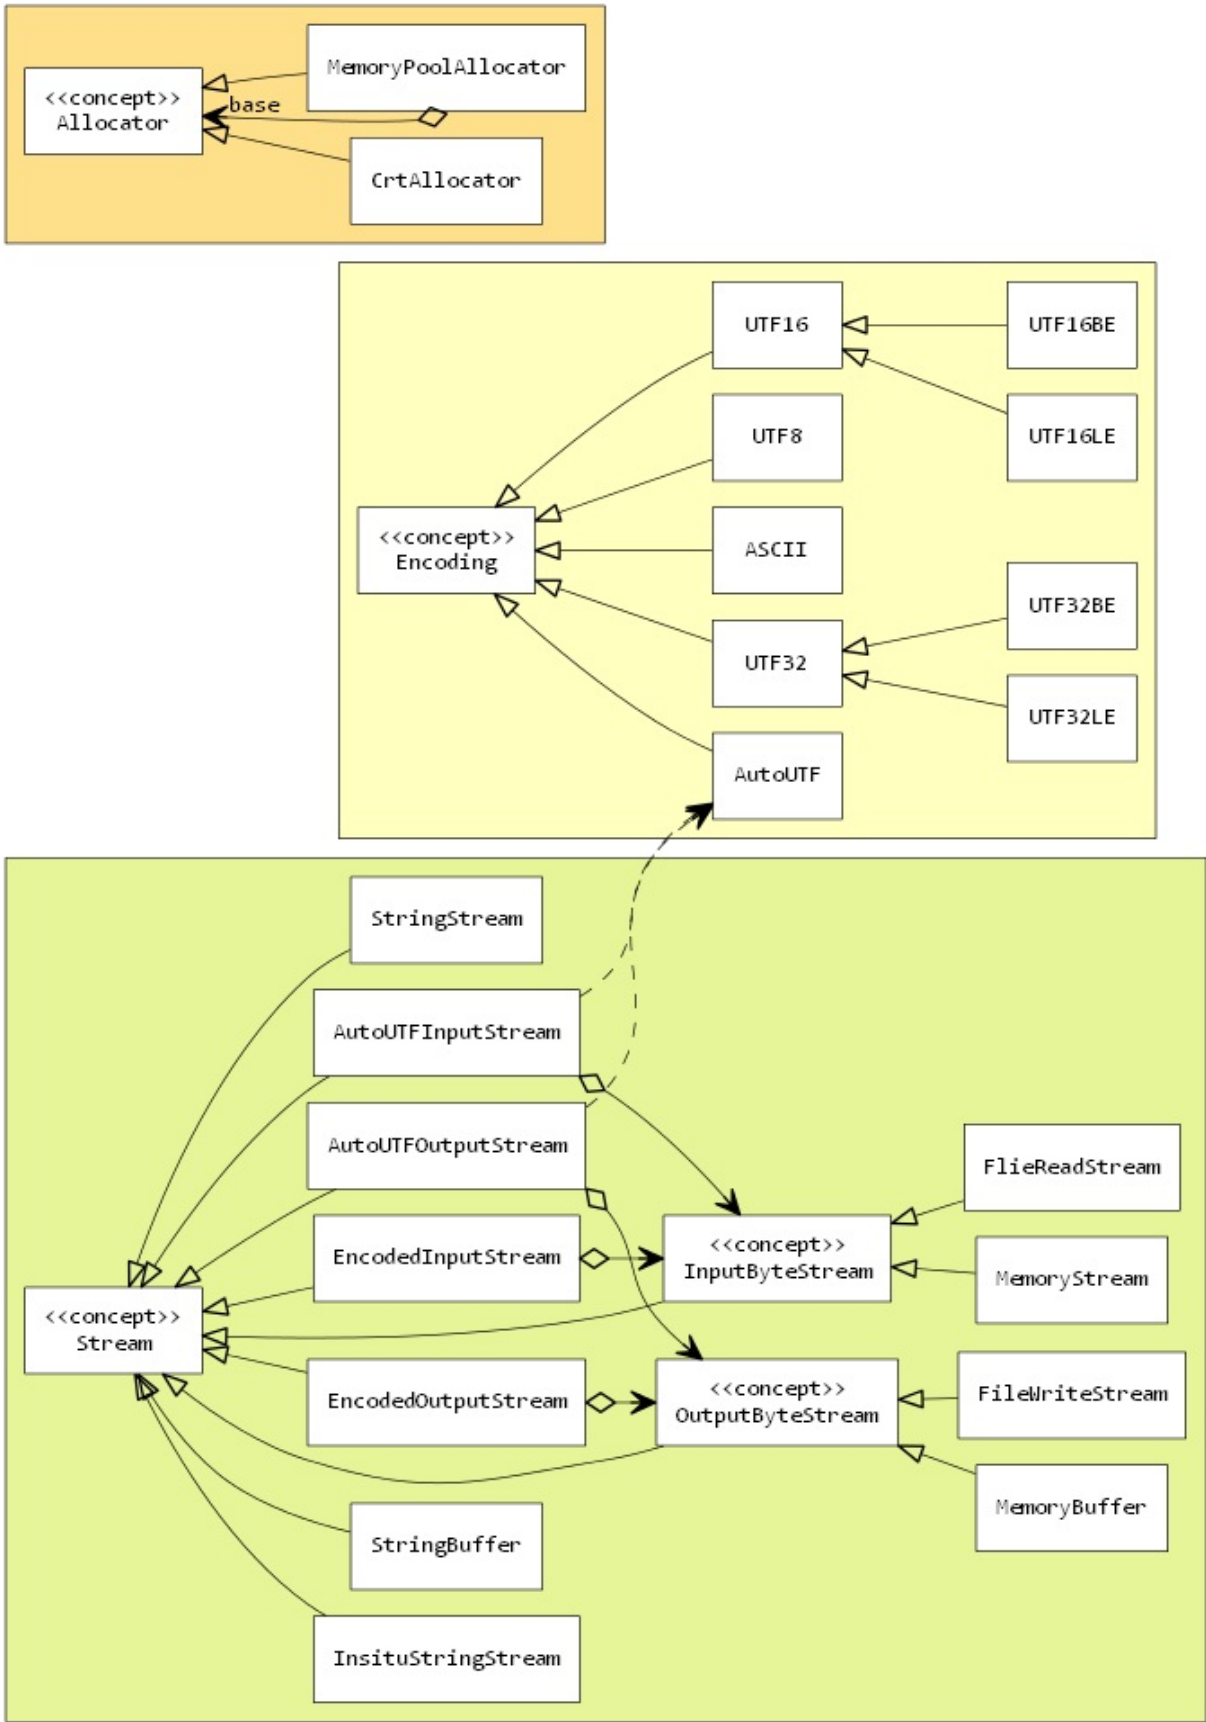 MemoryPoolAllocator
<<concept>>
Allocator
base
CrtAllocator
UTF16
UTF16BE
UTF8
UTF16LE
<<concept>>
Encoding
ASCII
UTF32BE
UTF32
UTF32LE
AutoUTF
StringStream
AutoUTFInputStream
AutoUTFOutputStream
FlieReadStream
EncodedInputStream
<<concept>>
InputByteStream
MemoryStream
<<concept>>
Stream
EncodedOutputStream
<<concept>>
OutputByteStream
FileWriteStream
MemoryBuffer
StringBuffer
InsituStringStream